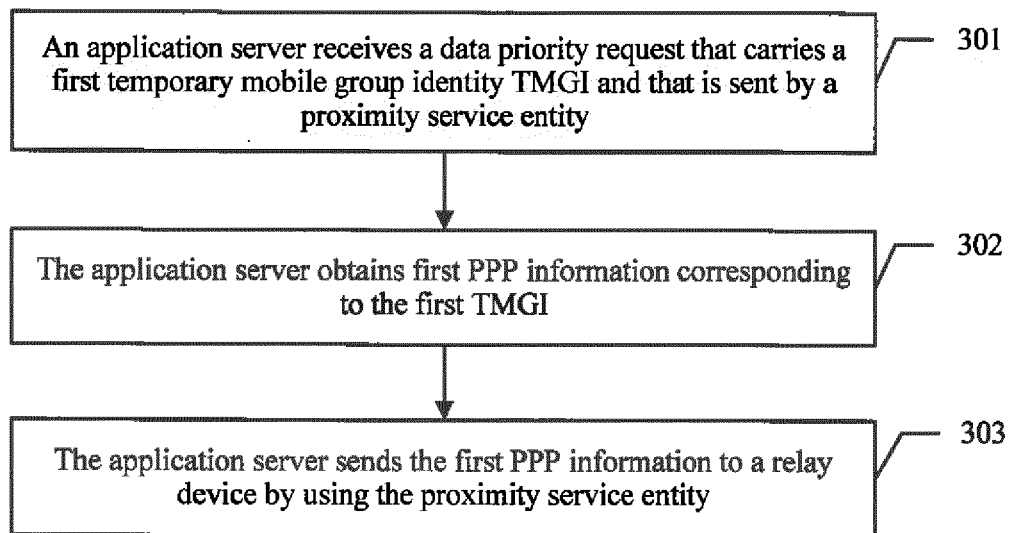 An application server receives a data priority request that carries a
first temporary mobile group identity TMGI and that is sent by a
proximity service entity
301
The application server obtains first PPP information corresponding
to the first TMGI
302
The application server sends the first PPP information to a relay
device by using the proximity service entity
303